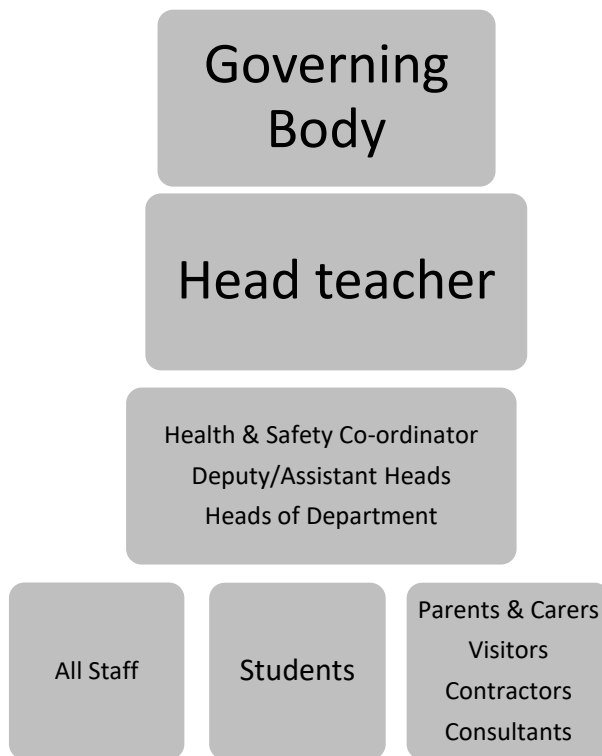 Governing
Body
Head teacher
Health & Safety Co-ordinator
Deputy/Assistant Heads
Heads of Department
All Staff
Students
Parents & Carers
Visitors
Contractors
Consultants